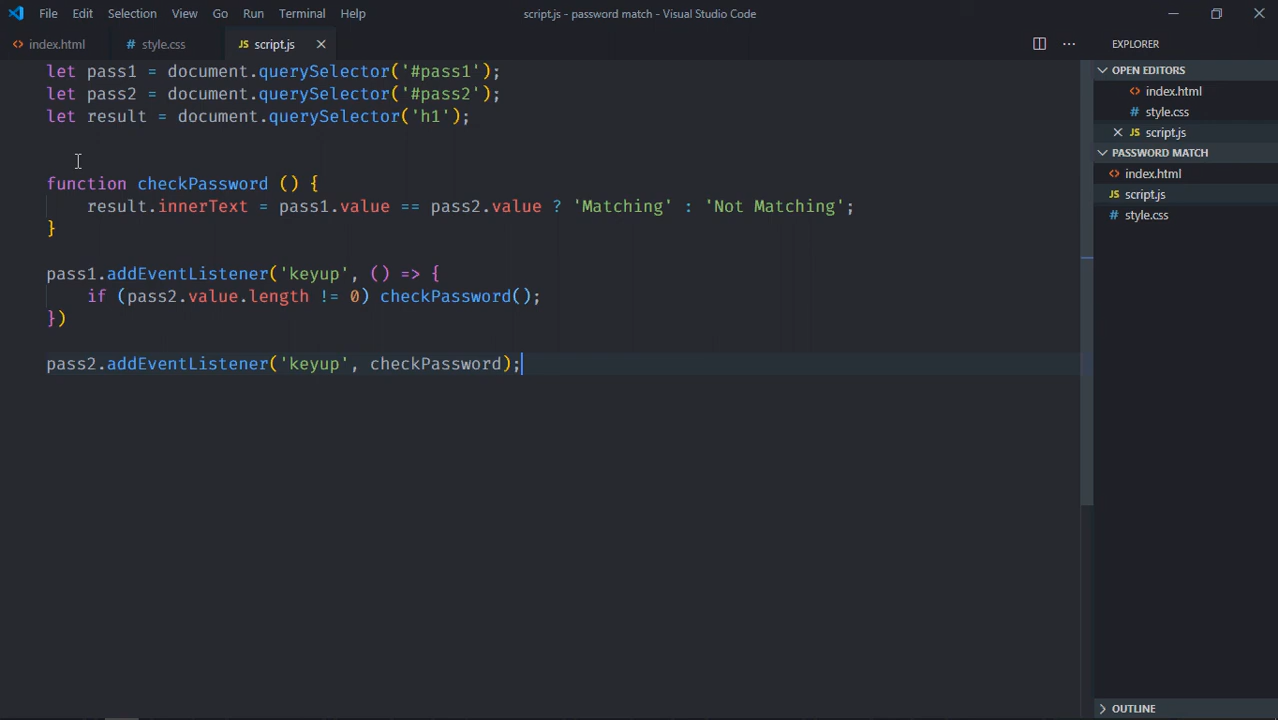 File Edit Selection View Go Run Terminal Help script.js - password match - Visual Studio Code
<> index.html # style.css JS script.js × ··· EXPLORER
let pass1 = document.querySelector('#pass1');
let pass2 = document.querySelector('#pass2');
let result = document.querySelector('h1');
function checkPassword () {
result.innerText = pass1.value == pass2.value ? 'Matching' : 'Not Matching';
}
pass1.addEventListener('keyup', () => {
if (pass2.value.length != 0) checkPassword();
})
pass2.addEventListener('keyup', checkPassword);
OPEN EDITORS
<> index.html
# style.css
× JS script.js
PASSWORD MATCH
<> index.html
JS script.js
# style.css
OUTLINE